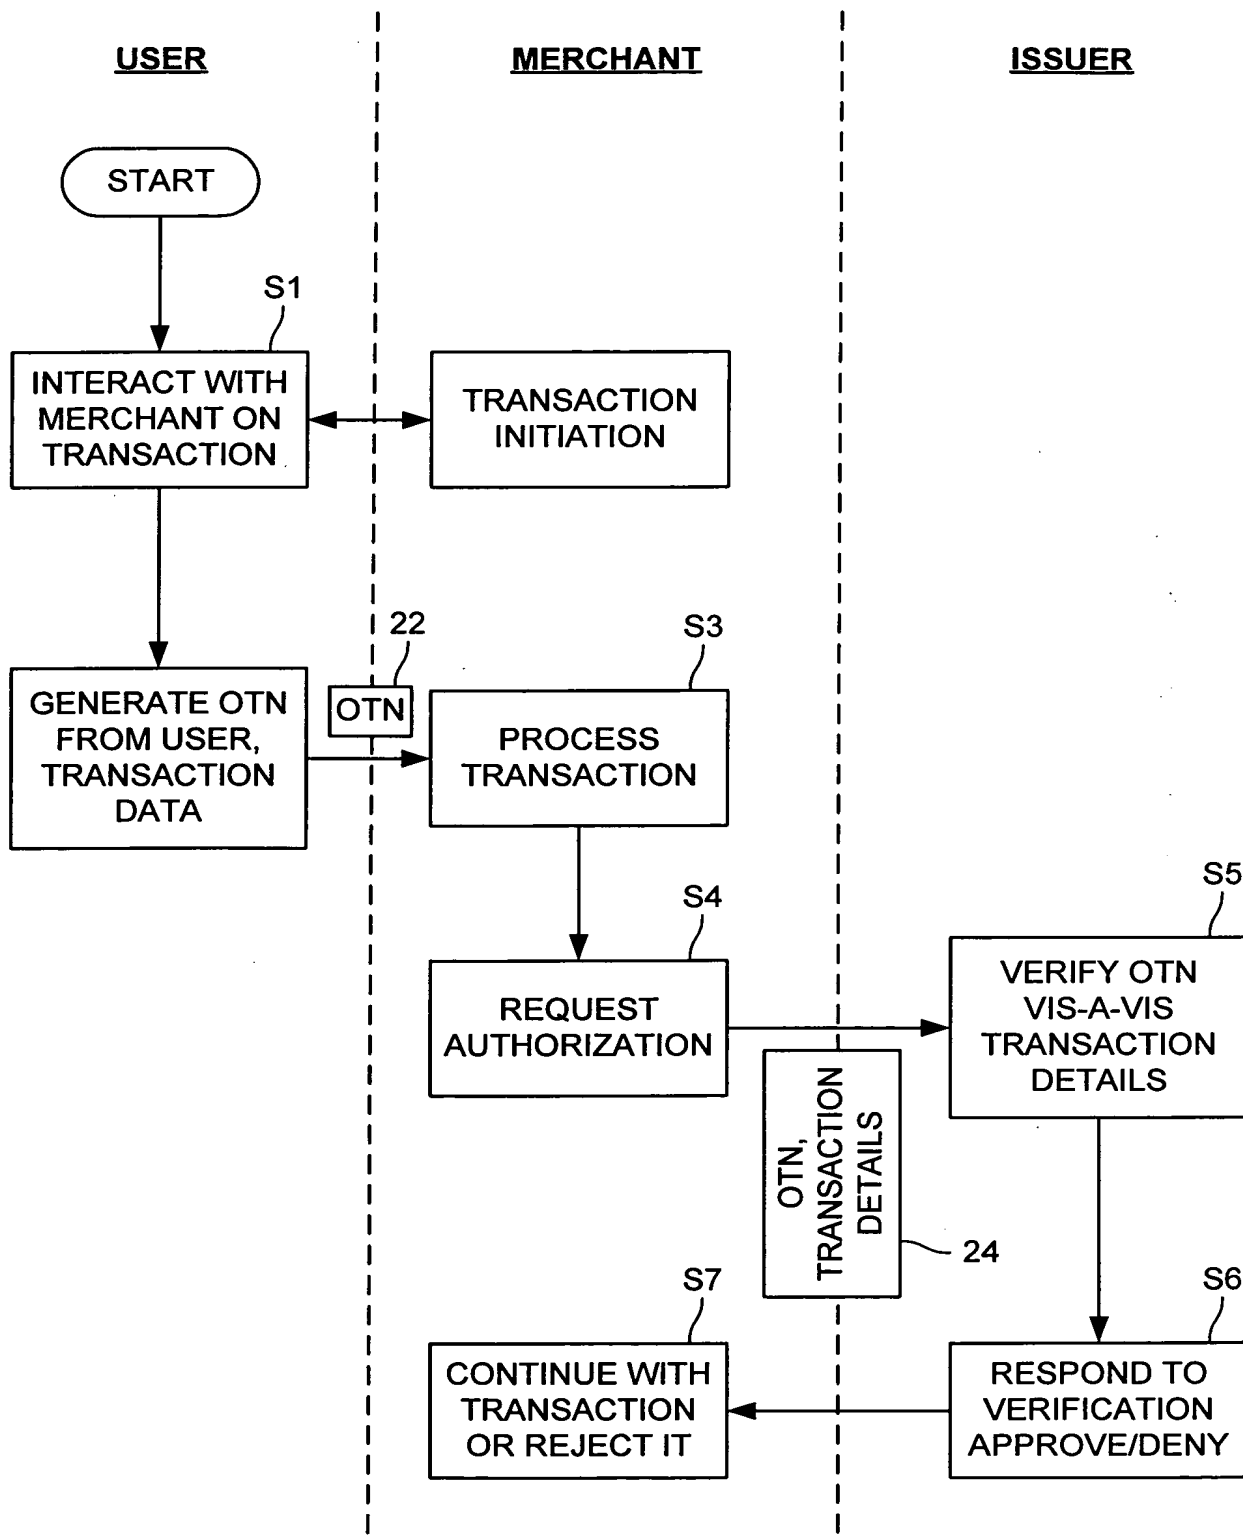 USER
MERCHANT
ISSUER
START
S1
INTERACT WITH
MERCHANT ON
TRANSACTION
TRANSACTION
INITIATION
22
OTN
S3
GENERATE OTN
FROM USER,
TRANSACTION
DATA
PROCESS
TRANSACTION
S4
REQUEST
AUTHORIZATION
S5
VERIFY OTN
VIS-A-VIS
TRANSACTION
DETAILS
OTN,
TRANSACTION
DETAILS
24
S6
RESPOND TO
VERIFICATION
APPROVE/DENY
S7
CONTINUE WITH
TRANSACTION
OR REJECT IT